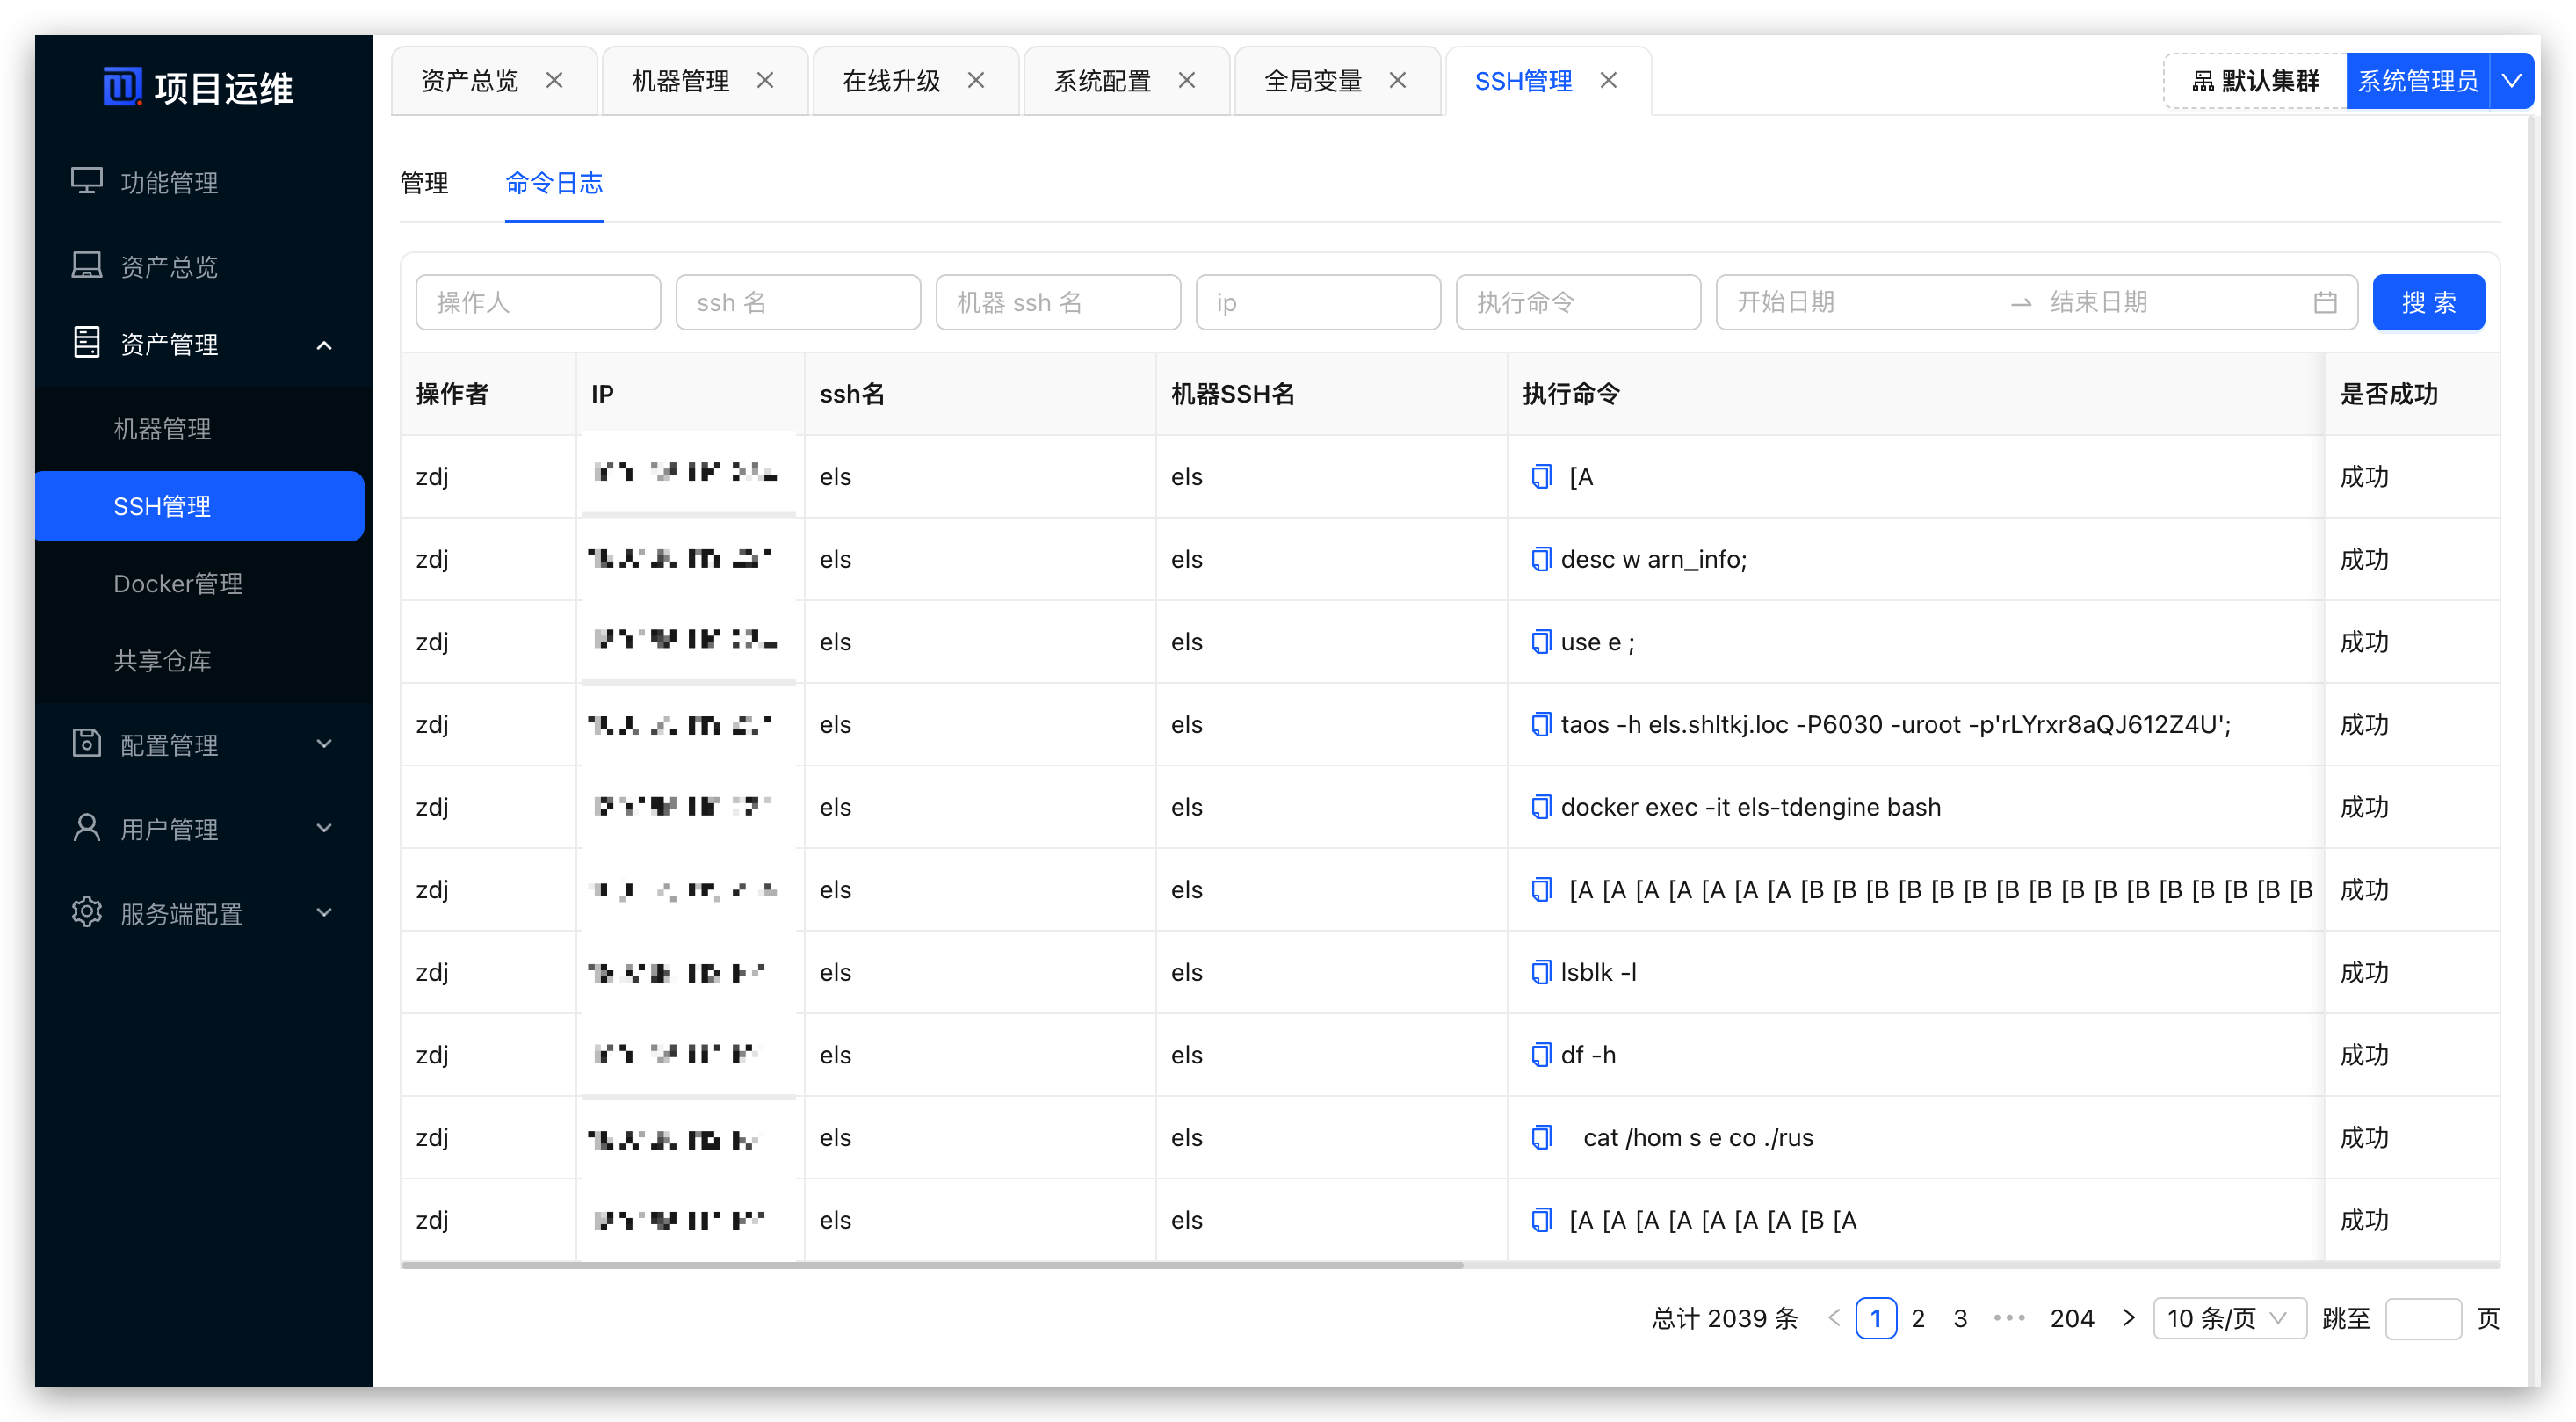 项目运维
资产总览 机器管理 在线升级 系统配置 全局变量 SSH管理 默认集群 系统管理员
功能管理
资产总览
资产管理
机器管理
SSH管理
Docker管理
共享仓库
配置管理
用户管理
服务端配置
管理 命令日志
操作人 ssh 名 机器 ssh 名 ip 执行命令 开始日期 结束日期 搜 索
操作者 IP ssh名 机器SSH名 执行命令 是否成功
zdj els els [A 成功
zdj els els desc w arn_info; 成功
zdj els els use e ; 成功
zdj els els taos -h els.shltkj.loc -P6030 -uroot -p'rLYrxr8aQJ612Z4U'; 成功
zdj els els docker exec -it els-tdengine bash 成功
zdj els els [A [A [A [A [A [A [A [B [B [B [B [B [B [B [B [B [B [B [B [B [B [B [B 成功
zdj els els lsblk -l 成功
zdj els els df -h 成功
zdj els els cat /hom s e co ./rus 成功
zdj els els [A [A [A [A [A [A [A [B [A 成功
总计 2039 条 1 2 3 ••• 204 10 条/页 跳至 页